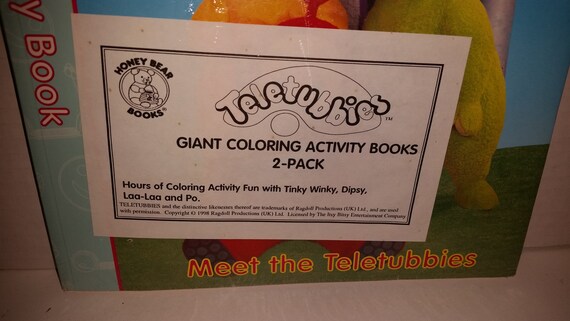 y Book
HONEY BEAR
BOOKS®
Teletubbies™
GIANT COLORING ACTIVITY BOOKS
2-PACK
Hours of Coloring Activity Fun with Tinky Winky, Dipsy,
Laa-Laa and Po.
TELETUBBIES and the distinctive likenesses thereof are trademarks of Ragdoll Productions (UK) Ltd., and are used
with permission. Copyright © 1998 Ragdoll Productions (UK) Ltd. Licensed by The Itsy Bitsy Entertainment Company
Meet the Teletubbies